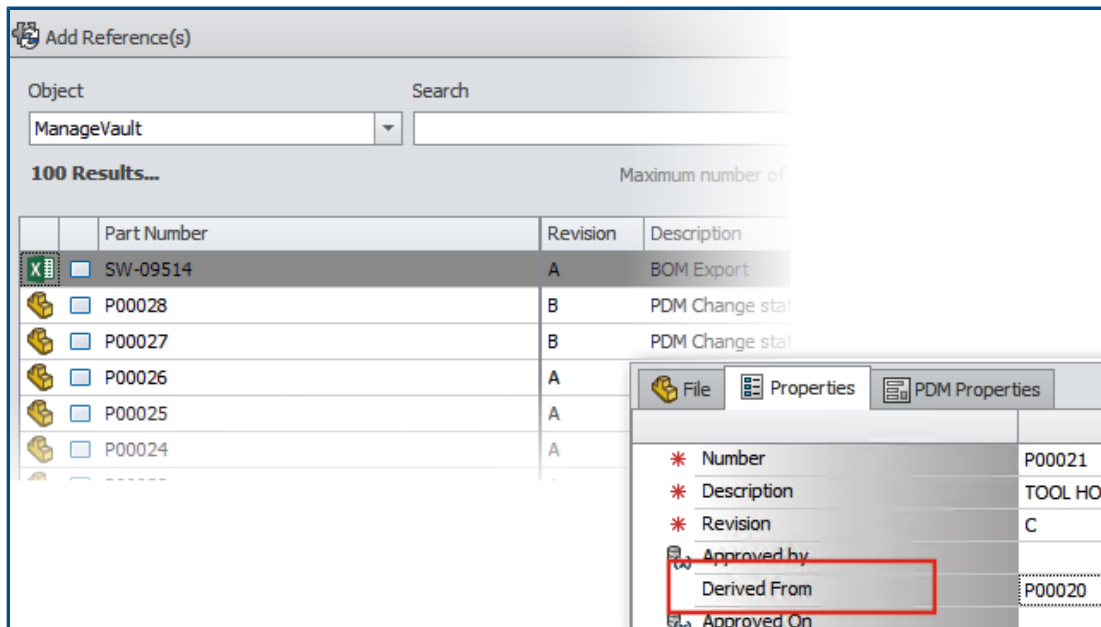 Add Reference(s)
Object Search
ManageVault
100 Results... Maximum number of
Part Number Revision Description
SW-09514 A BOM Export
P00028 B PDM Change stat
P00027 B PDM Change stat
P00026 A
P00025 A
P00024 A
File Properties PDM Properties
Number P00021
Description TOOL HO
Revision C
Approved by
Derived From P00020
Approved On